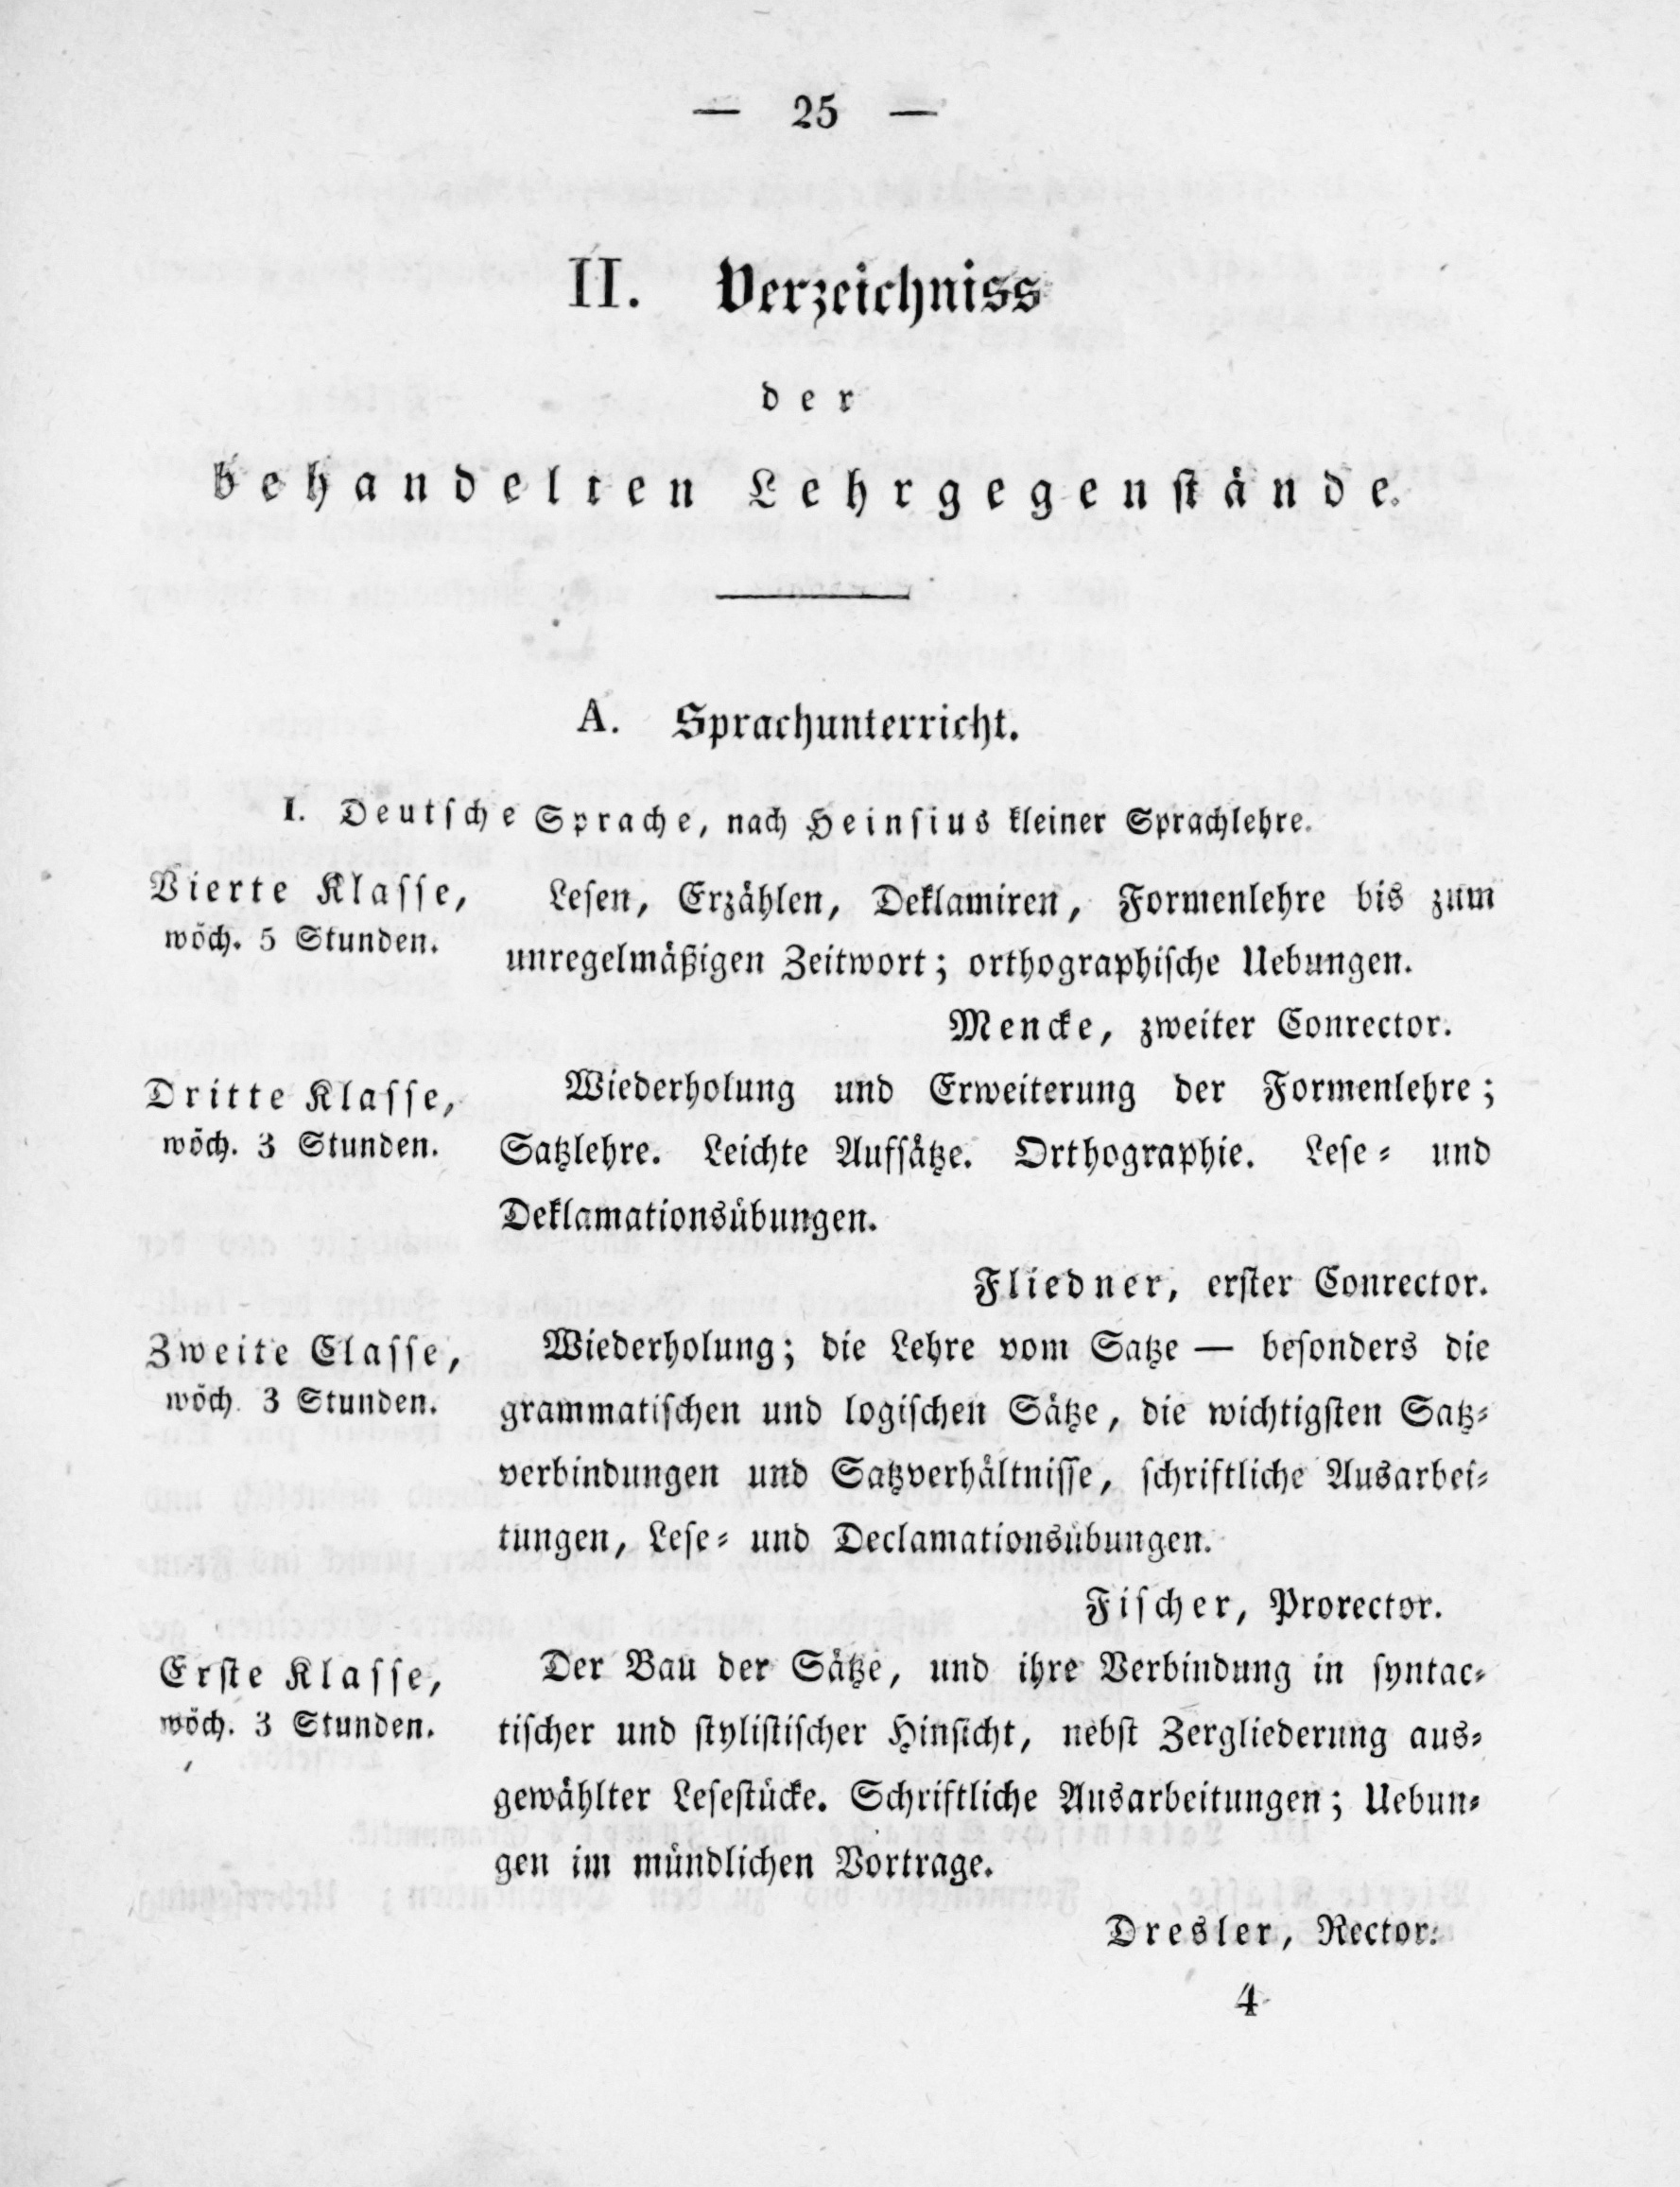 — 25 —
II. Verzeichniss
der
behandelten Lehrgegenstände.
A. Sprachunterricht.
I. Deutsche Sprache, nach Heinsius kleiner Sprachlehre.
Vierte Klasse,
wöch. 5 Stunden.
Lesen, Erzählen, Deklamiren, Formenlehre bis zum
unregelmäßigen Zeitwort; orthographische Uebungen.
Mencke, zweiter Conrector.
Dritte Klasse,
wöch. 3 Stunden.
Wiederholung und Erweiterung der Formenlehre;
Satzlehre. Leichte Aufsätze. Orthographie. Lese- und
Deklamationsübungen.
Fliedner, erster Conrector.
Zweite Classe,
wöch. 3 Stunden.
Wiederholung; die Lehre vom Satze — besonders die
grammatischen und logischen Sätze, die wichtigsten Satz-
verbindungen und Satzverhältnisse, schriftliche Ausarbei-
tungen, Lese- und Declamationsübungen.
Fischer, Prorector.
Erste Klasse,
wöch. 3 Stunden.
Der Bau der Sätze, und ihre Verbindung in syntac-
tischer und stylistischer Hinsicht, nebst Zergliederung aus-
gewählter Lesestücke. Schriftliche Ausarbeitungen; Uebun-
gen im mündlichen Vortrage.
Dresler, Rector.
4